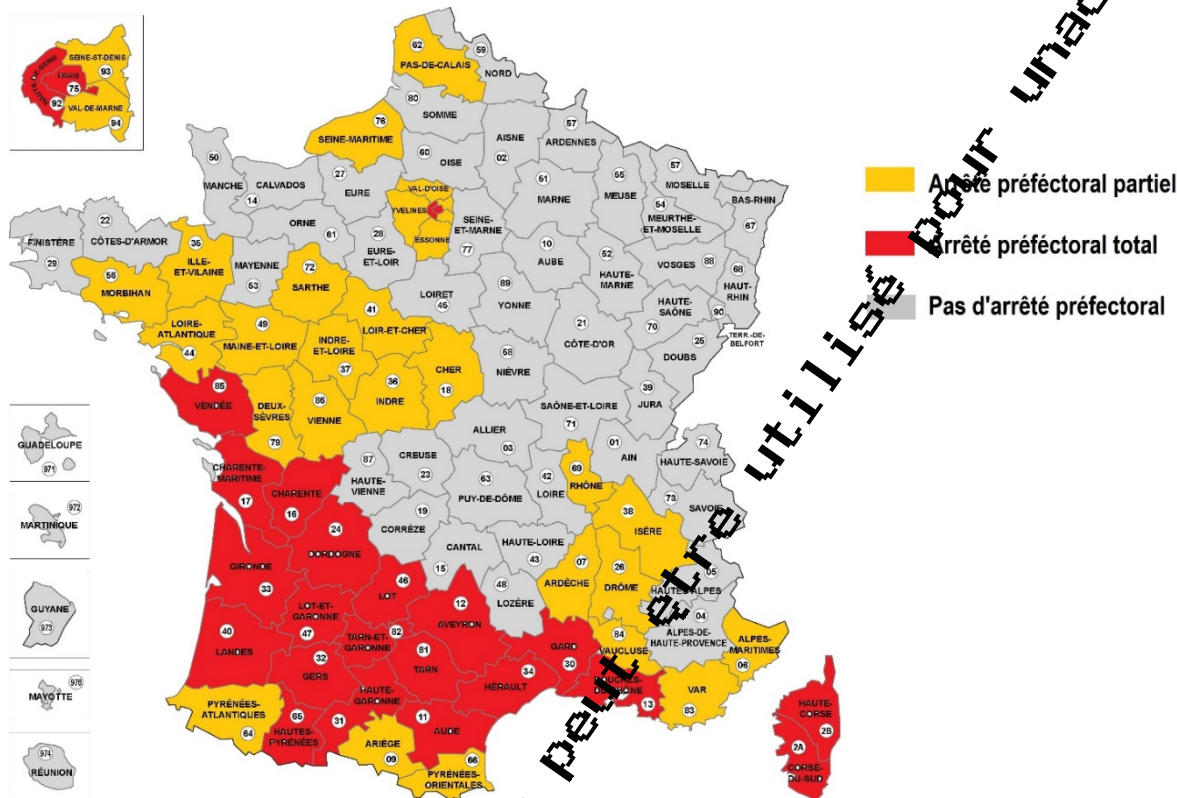 SEINE-ST-DENIS
93
HAUTS-DE-SEINE
PARIS
75
92
VAL-DE-MARNE
94
62
PAS-DE-CALAIS
59
NORD
80
SOMME
76
SEINE-MARITIME
AISNE
02
57
ARDENNES
60
OISE
50
MANCHE
CALVADOS
14
27
EURE
VAL-D'OISE
YVELINES
ESSONNE
SEINE-
ET-MARNE
77
51
MARNE
55
MEUSE
57
MOSELLE
54
MEURTHE-
ET-MOSELLE
BAS-RHIN
67
22
CÔTES-D'ARMOR
FINISTÈRE
29
35
ILLE-
ET-VILAINE
56
MORBIHAN
ORNE
61
MAYENNE
53
72
SARTHE
28
EURE-
ET-LOIR
LOIRET
45
10
AUBE
52
HAUTE-
MARNE
VOSGES
88
68
HAUT-
RHIN
89
YONNE
HAUTE-
SAÔNE
70
90
TERR.-DE-
BELFORT
LOIRE-
ATLANTIQUE
44
49
MAINE-ET-LOIRE
41
LOIR-ET-CHER
INDRE-
ET-LOIRE
37
CHER
18
36
INDRE
58
NIÈVRE
21
CÔTE-D'OR
25
DOUBS
39
JURA
85
VENDÉE
DEUX-
SÈVRES
79
86
VIENNE
ALLIER
03
SAÔNE-ET-LOIRE
71
01
AIN
74
HAUTE-SAVOIE
GUADELOUPE
971
MARTINIQUE
972
GUYANE
973
MAYOTTE
976
974
RÉUNION
CHARENTE-
MARITIME
17
CHARENTE
16
87
HAUTE-
VIENNE
CREUSE
23
63
PUY-DE-DÔME
42
LOIRE
69
RHÔNE
73
SAVOIE
38
ISÈRE
24
DORDOGNE
19
CORRÈZE
CANTAL
15
HAUTE-LOIRE
43
07
ARDÈCHE
26
DRÔME
05
HAUTES-ALPES
GIRONDE
33
46
LOT
12
AVEYRON
48
LOZÈRE
04
ALPES-DE-
HAUTE-PROVENCE
LOT-ET-
GARONNE
47
TARN-ET-
GARONNE
82
81
TARN
GARD
30
84
VAUCLUSE
ALPES-
MARITIMES
06
40
LANDES
32
GERS
34
HÉRAULT
BOUCHES-
DU-RHÔNE
13
VAR
83
PYRÉNÉES-
ATLANTIQUES
64
65
HAUTES-
PYRÉNÉES
HAUTE-
GARONNE
31
11
AUDE
ARIÈGE
09
66
PYRÉNÉES-
ORIENTALES
HAUTE-
CORSE
2B
2A
CORSE-
DU-SUD
Arrêté préféctoral partiel
Arrêté préféctoral total
Pas d'arrêté préfectoral
peut etre utilisé pour